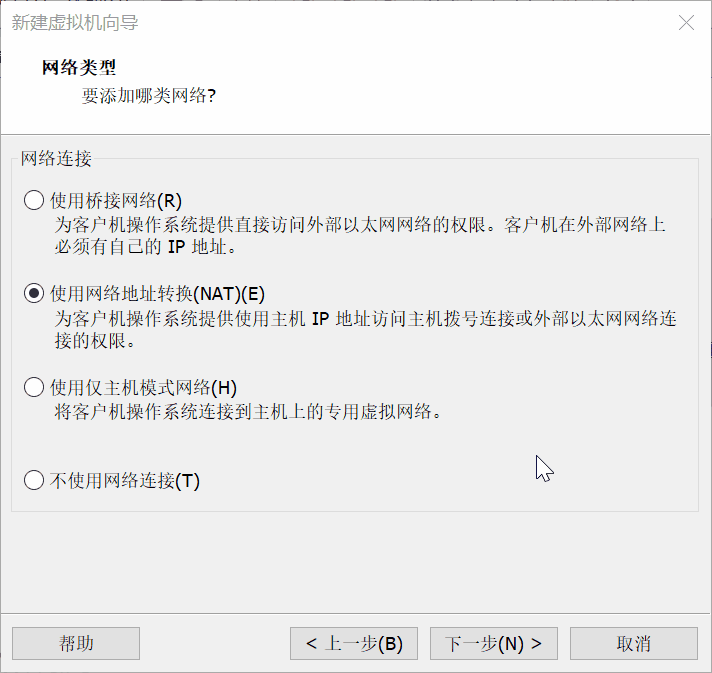 新建虚拟机向导
网络类型
要添加哪类网络?
网络连接
使用桥接网络(R)
为客户机操作系统提供直接访问外部以太网网络的权限。客户机在外部网络上
必须有自己的 IP 地址。
使用网络地址转换(NAT)(E)
为客户机操作系统提供使用主机 IP 地址访问主机拨号连接或外部以太网网络连
接的权限。
使用仅主机模式网络(H)
将客户机操作系统连接到主机上的专用虚拟网络。
不使用网络连接(T)
帮助
< 上一步(B)
下一步(N) >
取消